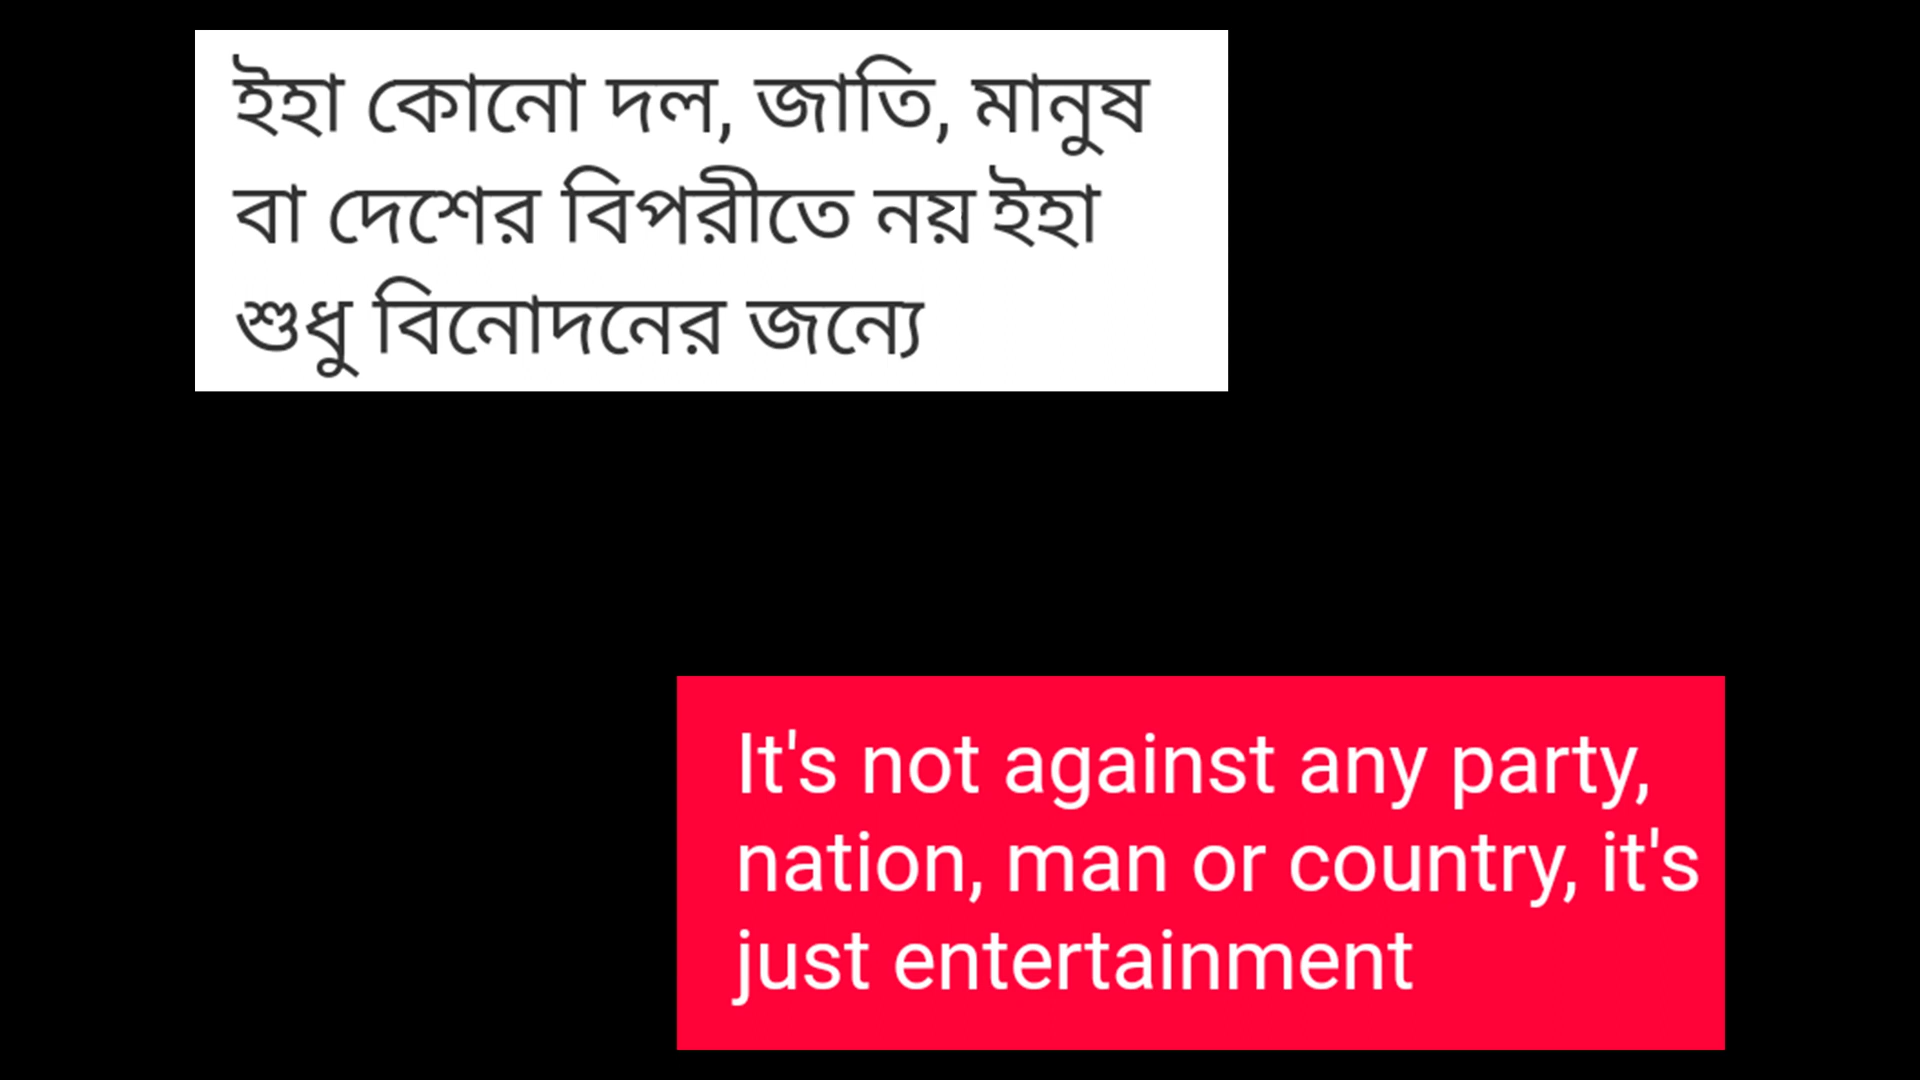 ইহা কোনো দল, জাতি, মানুষ
বা দেশের বিপরীতে নয় ইহা
শুধু বিনোদনের জন্যে
It's not against any party,
nation, man or country, it's
just entertainment